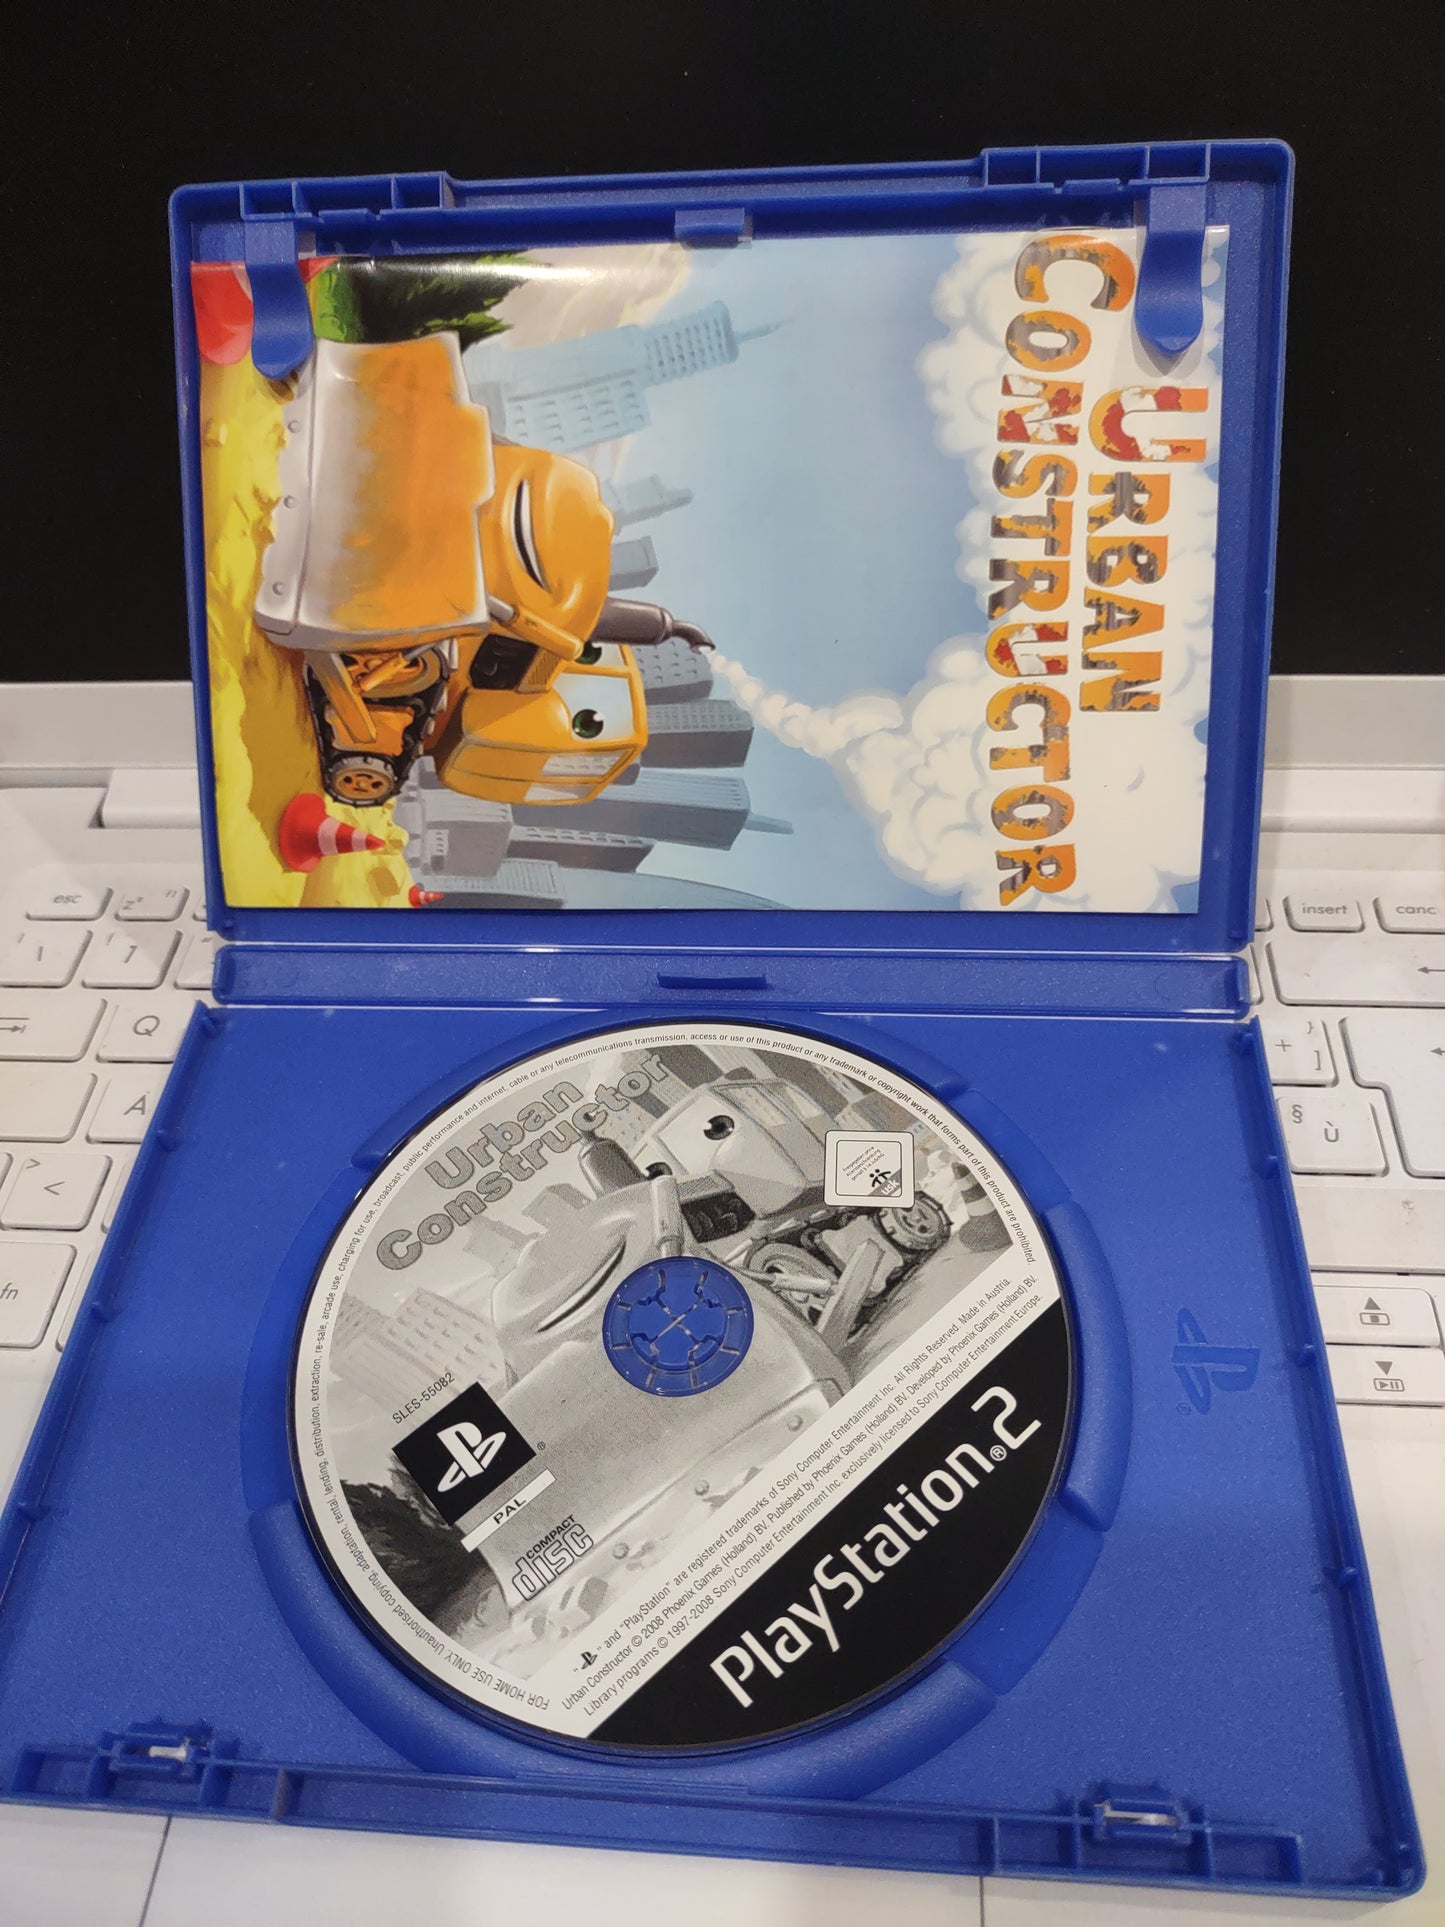 URBAN
CONSTRUCTOR
esc
insert
canc
Q
A
fn
>
<
+
]
§
ù
FOR HOME USE ONLY. Unauthorised copying, adaptation, rental, lending, distribution, extraction, re-sale, arcade use, charging for use, broadcast, public performance and internet, cable or any telecommunications transmission, access or use of this product or any trademark or copyright work that forms part of this product are prohibited.
Urban
Constructor
SLES-55082
PAL
COMPACT
disc
" " and "PlayStation" are registered trademarks of Sony Computer Entertainment Inc. All Rights Reserved. Made in Austria.
Urban Constructor © 2008 Phoenix Games (Holland) BV. Published by Phoenix Games (Holland) BV. Developed by Phoenix Games (Holland) BV.
Library programs © 1997-2008 Sony Computer Entertainment Inc. exclusively licensed to Sony Computer Entertainment Europe.
PlayStation®2